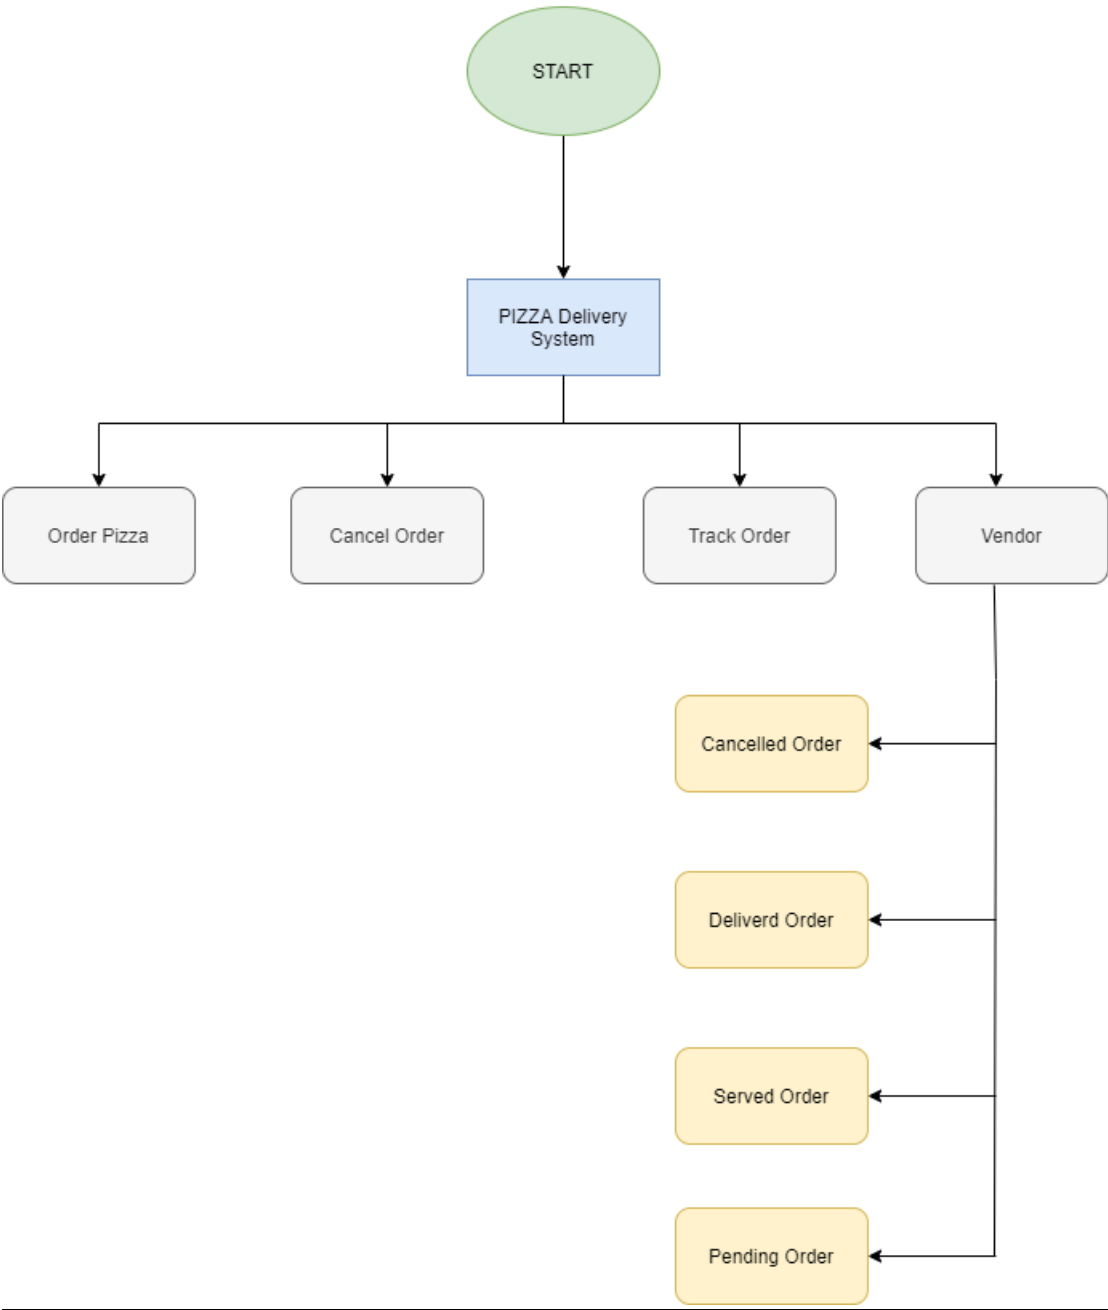 START
PIZZA Delivery
System
Order Pizza
Cancel Order
Track Order
Vendor
Cancelled Order
Deliverd Order
Served Order
Pending Order